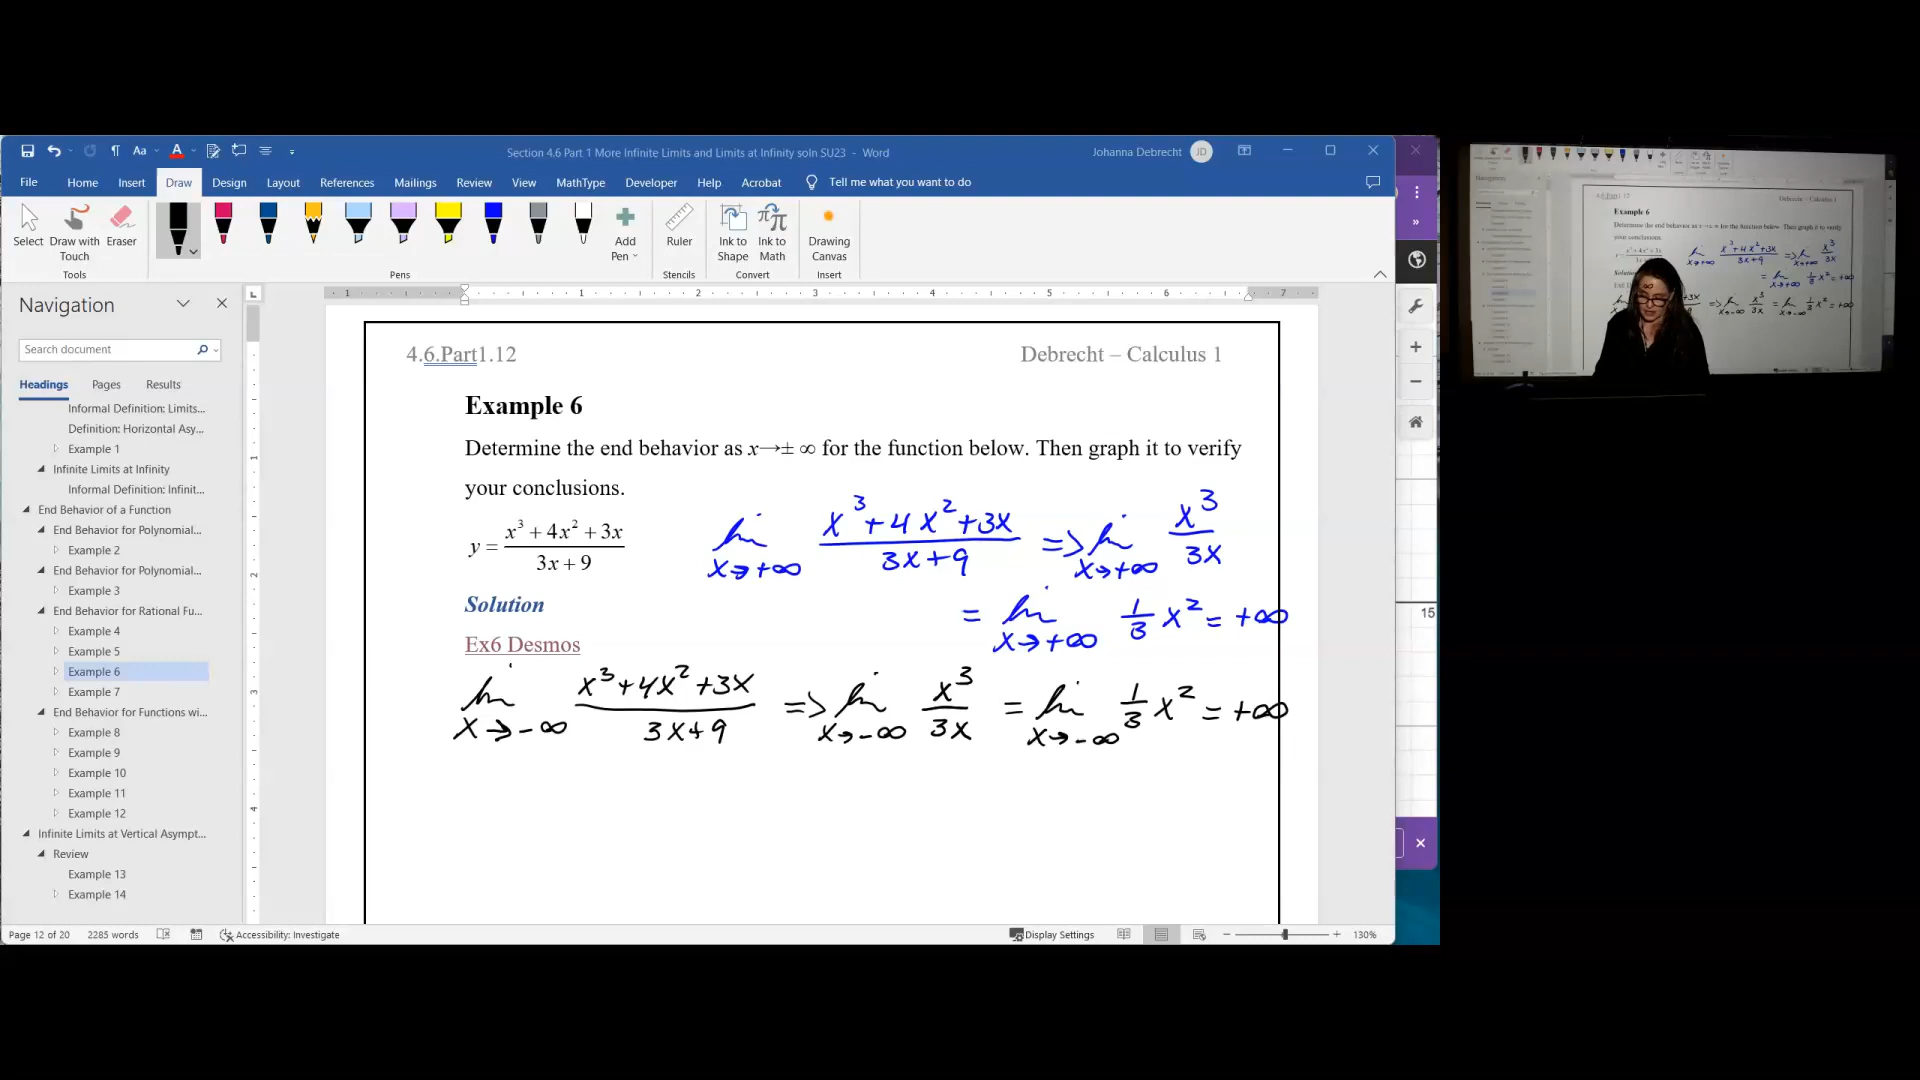 Section 4.6 Part 1 More Infinite Limits and Limits at Infinity soln SU23 - Word
Johanna Debrecht JD
File Home Insert Draw Design Layout References Mailings Review View MathType Developer Help Acrobat Tell me what you want to do
Select
Draw with Touch
Eraser
Add Pen
Ruler
Ink to Shape
Ink to Math
Drawing Canvas
Tools Pens Stencils Convert Insert
Navigation
Search document
Headings Pages Results
Informal Definition: Limits...
Definition: Horizontal Asy...
Example 1
Infinite Limits at Infinity
Informal Definition: Infinit...
End Behavior of a Function
End Behavior for Polynomial...
Example 2
End Behavior for Polynomial...
Example 3
End Behavior for Rational Fu...
Example 4
Example 5
Example 6
Example 7
End Behavior for Functions wi...
Example 8
Example 9
Example 10
Example 11
Example 12
Infinite Limits at Vertical Asympt...
Review
Example 13
Example 14
4.6.Part1.12 Debrecht – Calculus 1
Example 6
Determine the end behavior as x→± ∞ for the function below. Then graph it to verify
your conclusions.
y = (x³ + 4x² + 3x)/(3x + 9)
lim x→+∞ (x³+4x²+3x)/(3x+9) => lim x→+∞ x³/3x
= lim x→+∞ 1/3 x² = +∞
Solution
Ex6 Desmos
lim x→-∞ (x³+4x²+3x)/(3x+9) => lim x→-∞ x³/3x = lim x→-∞ 1/3 x² = +∞
15
Page 12 of 20 2285 words Accessibility: Investigate Display Settings 130%